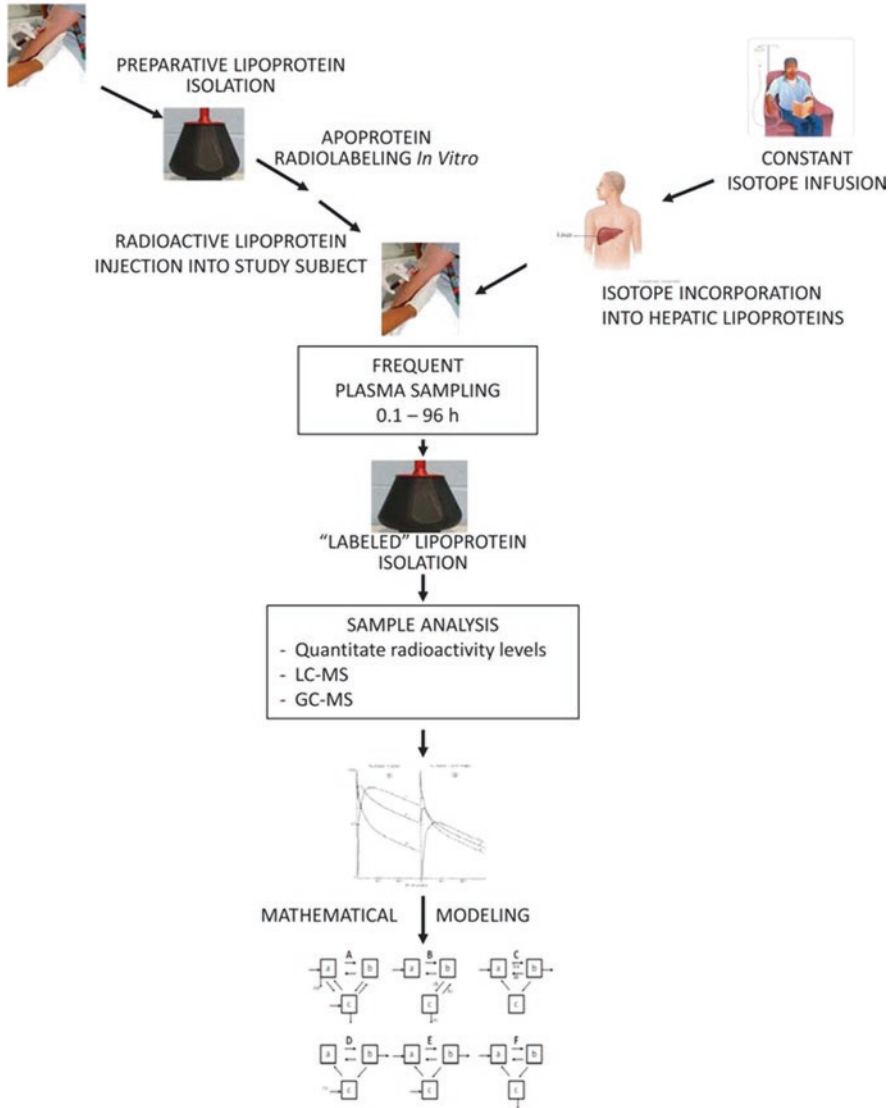 PREPARATIVE LIPOPROTEIN
ISOLATION
APOPROTEIN
RADIOLABELING In Vitro
RADIOACTIVE LIPOPROTEIN
INJECTION INTO STUDY SUBJECT
CONSTANT
ISOTOPE INFUSION
ISOTOPE INCORPORATION
INTO HEPATIC LIPOPROTEINS
FREQUENT
PLASMA SAMPLING
0.1 – 96 h
“LABELED” LIPOPROTEIN
ISOLATION
SAMPLE ANALYSIS
- Quantitate radioactivity levels
- LC-MS
- GC-MS
MATHEMATICAL MODELING
A B C
a b a b a b
c c c
D E F
a b a b a b
c c c